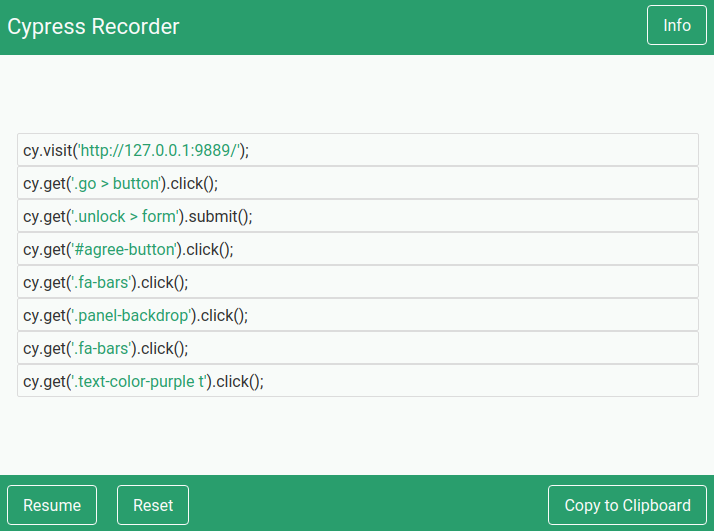 Cypress Recorder
Info
cy.visit('http://127.0.0.1:9889/');
cy.get('.go > button').click();
cy.get('.unlock > form').submit();
cy.get('#agree-button').click();
cy.get('.fa-bars').click();
cy.get('.panel-backdrop').click();
cy.get('.fa-bars').click();
cy.get('.text-color-purple t').click();
Resume
Reset
Copy to Clipboard